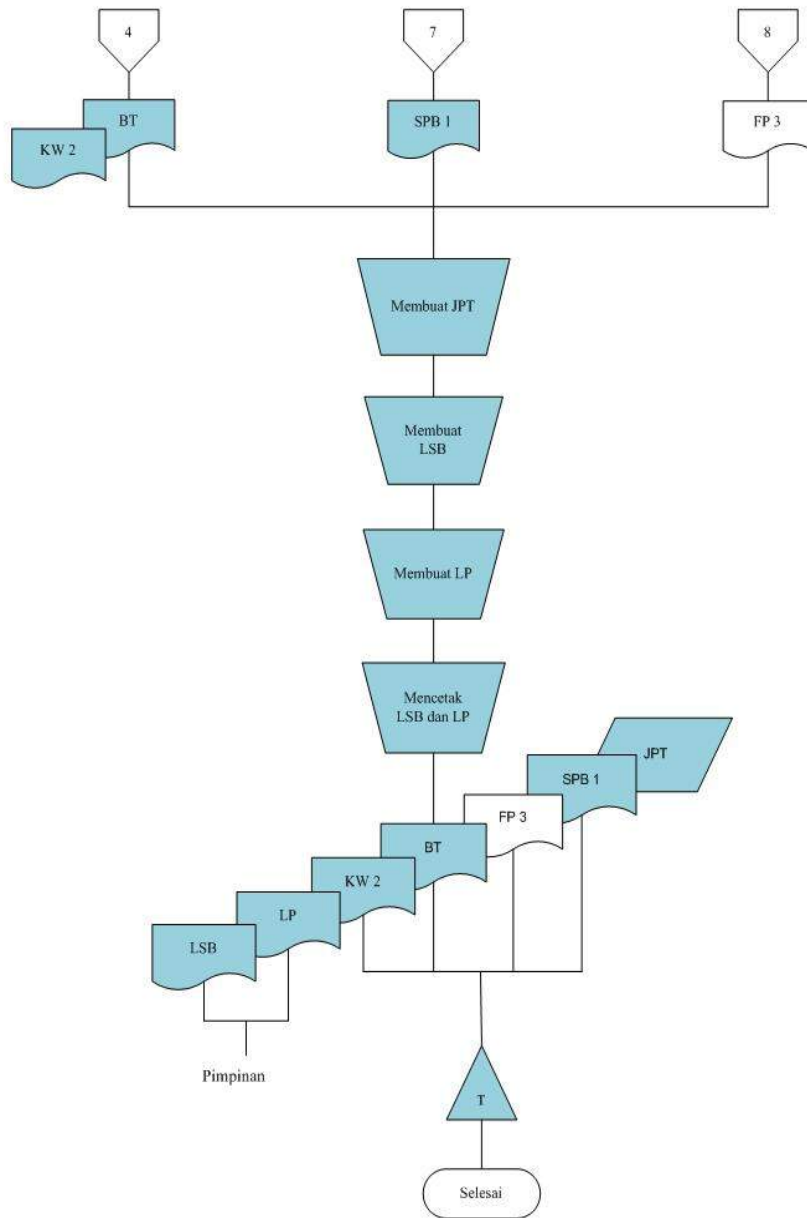 4
7
8
BT
KW 2
SPB 1
FP 3
Membuat JPT
Membuat
LSB
Membuat LP
Mencetak
LSB dan LP
JPT
SPB 1
FP 3
BT
KW 2
LP
LSB
Pimpinan
T
Selesai